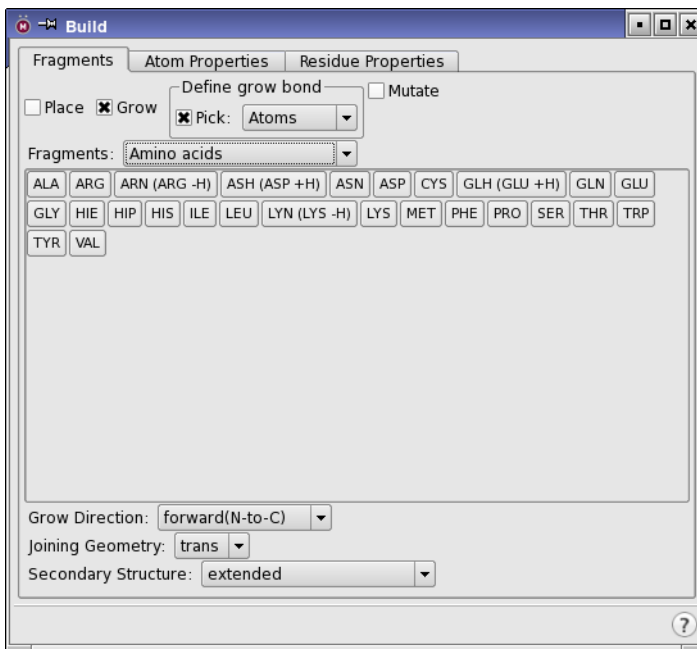 Build
Fragments Atom Properties Residue Properties
Define grow bond
Place Grow Pick: Atoms Mutate
Fragments: Amino acids
ALA ARG ARN (ARG -H) ASH (ASP +H) ASN ASP CYS GLH (GLU +H) GLN GLU
GLY HIE HIP HIS ILE LEU LYN (LYS -H) LYS MET PHE PRO SER THR TRP
TYR VAL
Grow Direction: forward(N-to-C)
Joining Geometry: trans
Secondary Structure: extended
?